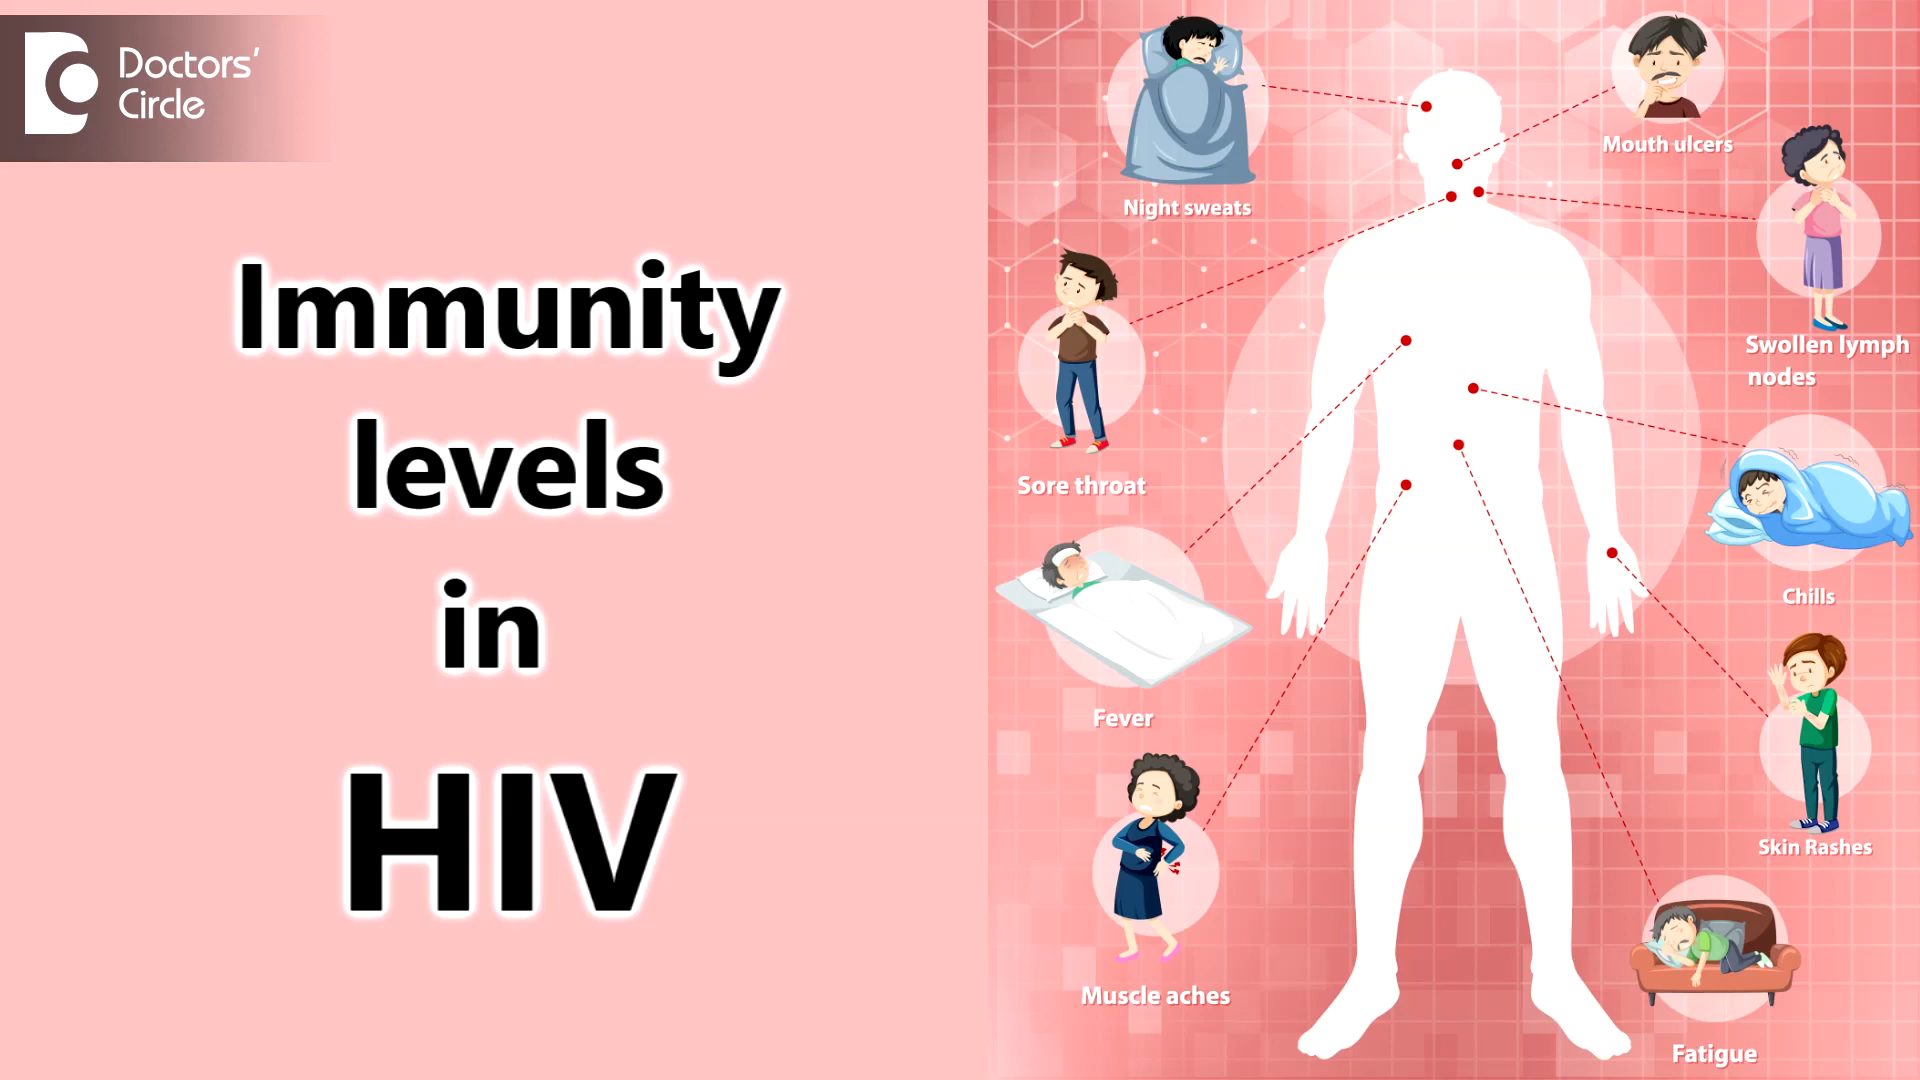 Doctors'
Circle
Immunity
levels
in
HIV
Night sweats
Mouth ulcers
Swollen lymph
nodes
Sore throat
Chills
Fever
Skin Rashes
Muscle aches
Fatigue